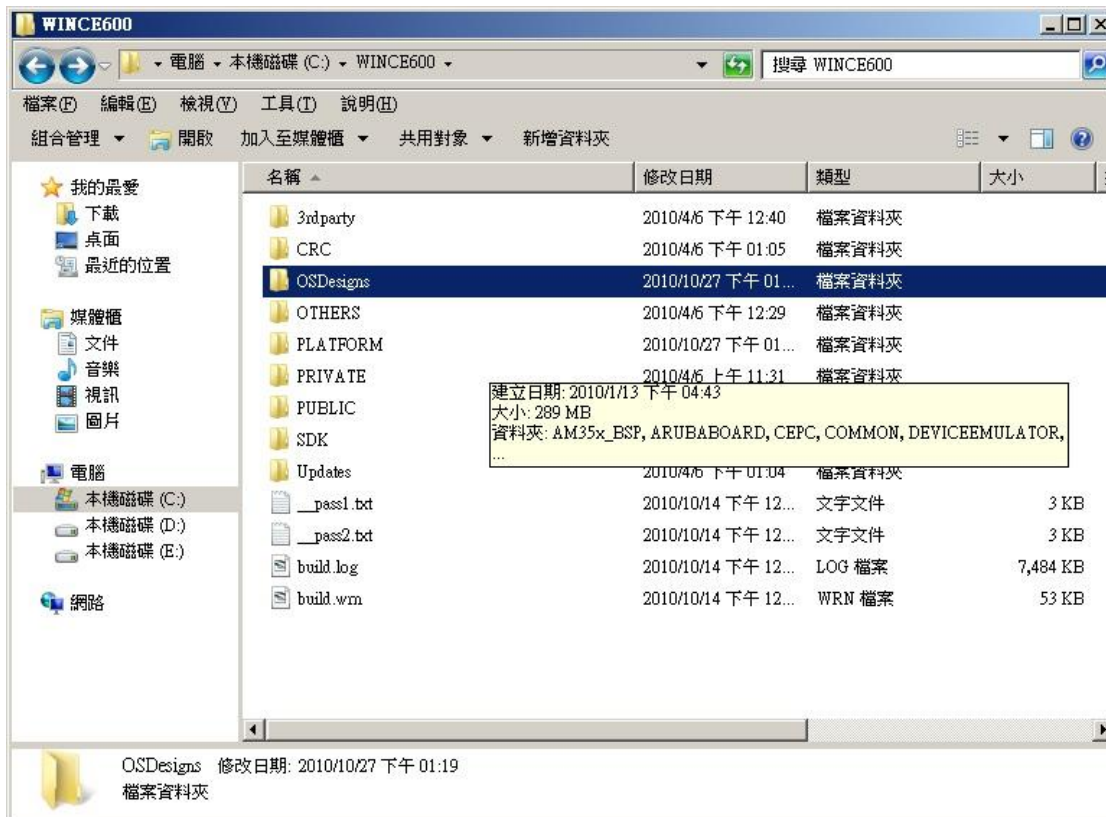 WINCE600
電腦 本機磁碟 (C:) WINCE600 搜尋 WINCE600
檔案(F) 編輯(E) 檢視(V) 工具(T) 說明(H)
組合管理 開啟 加入至媒體櫃 共用對象 新增資料夾
我的最愛
下載
桌面
最近的位置
媒體櫃
文件
音樂
視訊
圖片
電腦
本機磁碟 (C:)
本機磁碟 (D:)
本機磁碟 (E:)
網路
名稱 修改日期 類型 大小
3rdparty 2010/4/6 下午 12:40 檔案資料夾
CRC 2010/4/6 下午 01:05 檔案資料夾
OSDesigns 2010/10/27 下午 01... 檔案資料夾
OTHERS 2010/4/6 下午 12:29 檔案資料夾
PLATFORM 2010/10/27 下午 01... 檔案資料夾
PRIVATE 2010/4/6 上午 11:31 檔案資料夾
PUBLIC
SDK
建立日期: 2010/1/13 下午 04:43
大小: 289 MB
資料夾: AM35x_BSP, ARUBABOARD, CEPC, COMMON, DEVICEEMULATOR,
...
Updates 2010/4/6 下午 01:04 檔案資料夾
__pass1.txt 2010/10/14 下午 12... 文字文件 3 KB
__pass2.txt 2010/10/14 下午 12... 文字文件 3 KB
build.log 2010/10/14 下午 12... LOG 檔案 7,484 KB
build.wrn 2010/10/14 下午 12... WRN 檔案 53 KB
OSDesigns 修改日期: 2010/10/27 下午 01:19
檔案資料夾